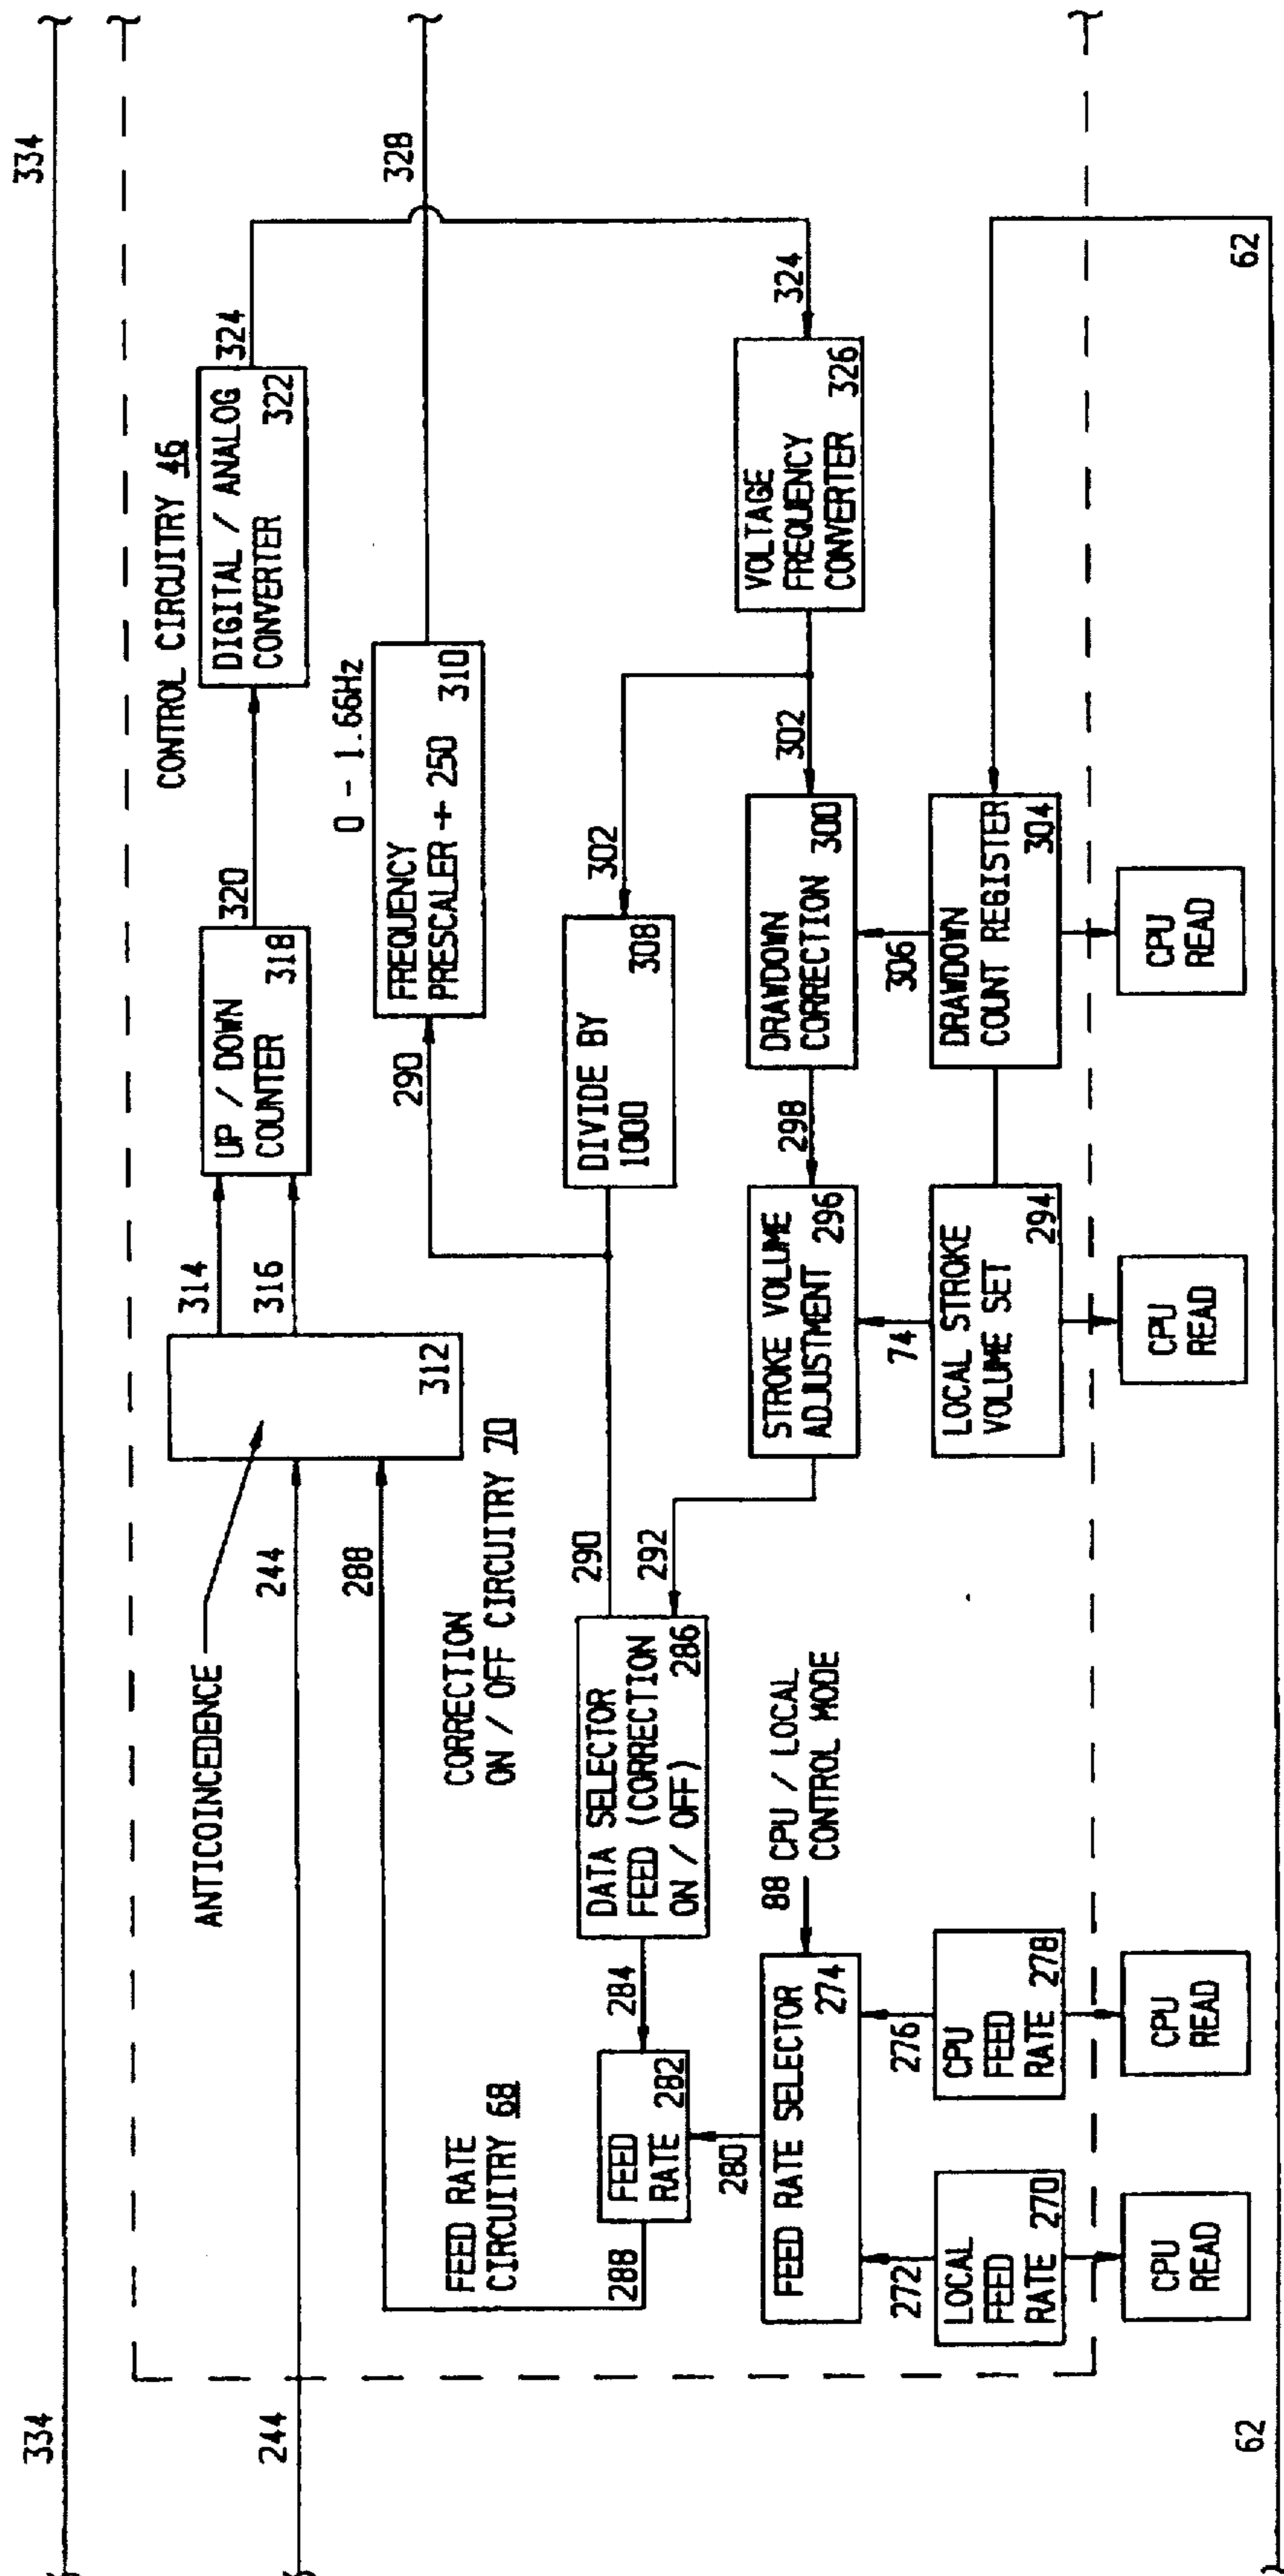 334
334
CONTROL CIRCUITRY 46
ANTICOINCEDENCE
244
244
288
312
314
316
UP / DOWN
COUNTER
318
320
DIGITAL / ANALOG
CONVERTER
322
324
CORRECTION
ON / OFF CIRCUITRY 70
290
0 - 1.66Hz
FREQUENCY
PRESCALER ÷ 250
310
328
FEED RATE
CIRCUITRY 68
288
FEED
RATE
282
284
DATA SELECTOR
FEED (CORRECTION
ON / OFF)
286
290
292
DIVIDE BY
1000
308
302
280
FEED RATE SELECTOR
274
88 CPU / LOCAL
CONTROL MODE
STROKE VOLUME
ADJUSTMENT
296
298
DRAWDOWN
CORRECTION
300
302
VOLTAGE
FREQUENCY
CONVERTER
326
324
272
276
74
306
LOCAL
FEED
RATE
270
CPU
FEED
RATE
278
LOCAL STROKE
VOLUME SET
294
DRAWDOWN
COUNT REGISTER
304
CPU
READ
CPU
READ
CPU
READ
CPU
READ
62
62